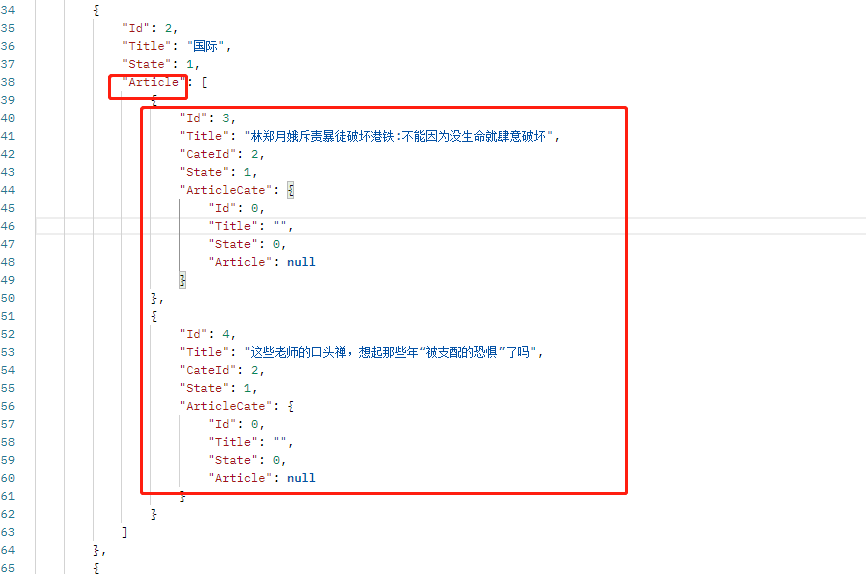 34 {
35 "Id": 2,
36 "Title": "国际",
37 "State": 1,
38 "Article": [
39 {
40 "Id": 3,
41 "Title": "林郑月娥斥责暴徒破坏港铁:不能因为没生命就肆意破坏",
42 "CateId": 2,
43 "State": 1,
44 "ArticleCate": {
45 "Id": 0,
46 "Title": "",
47 "State": 0,
48 "Article": null
49 }
50 },
51 {
52 "Id": 4,
53 "Title": "这些老师的口头禅，想起那些年“被支配的恐惧”了吗",
54 "CateId": 2,
55 "State": 1,
56 "ArticleCate": {
57 "Id": 0,
58 "Title": "",
59 "State": 0,
60 "Article": null
61 }
62 }
63 ]
64 },
65 {